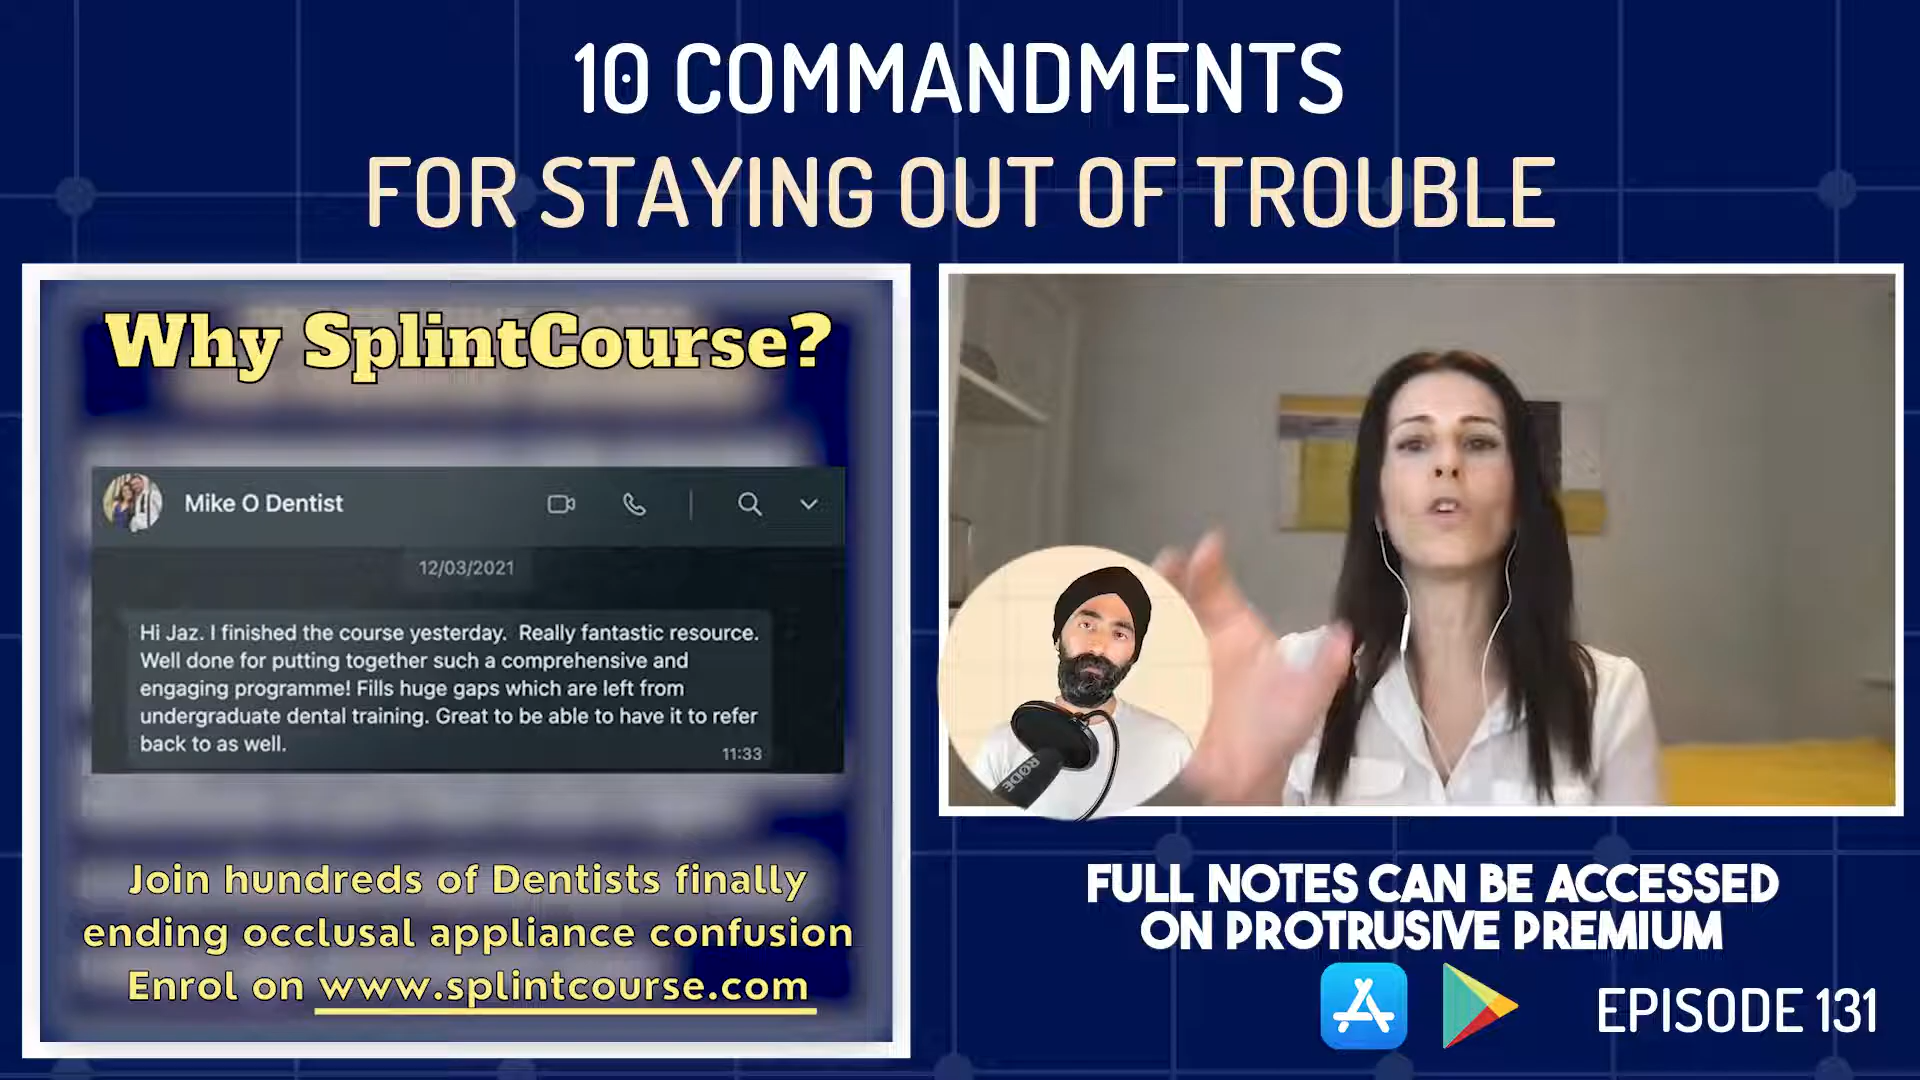 10 COMMANDMENTS
FOR STAYING OUT OF TROUBLE
Why SplintCourse?
Mike O Dentist
12/03/2021
Hi Jaz. I finished the course yesterday. Really fantastic resource.
Well done for putting together such a comprehensive and
engaging programme! Fills huge gaps which are left from
undergraduate dental training. Great to be able to have it to refer
back to as well.
11:33
Join hundreds of Dentists finally
ending occlusal appliance confusion
Enrol on www.splintcourse.com
RØDE
FULL NOTES CAN BE ACCESSED
ON PROTRUSIVE PREMIUM
EPISODE 131